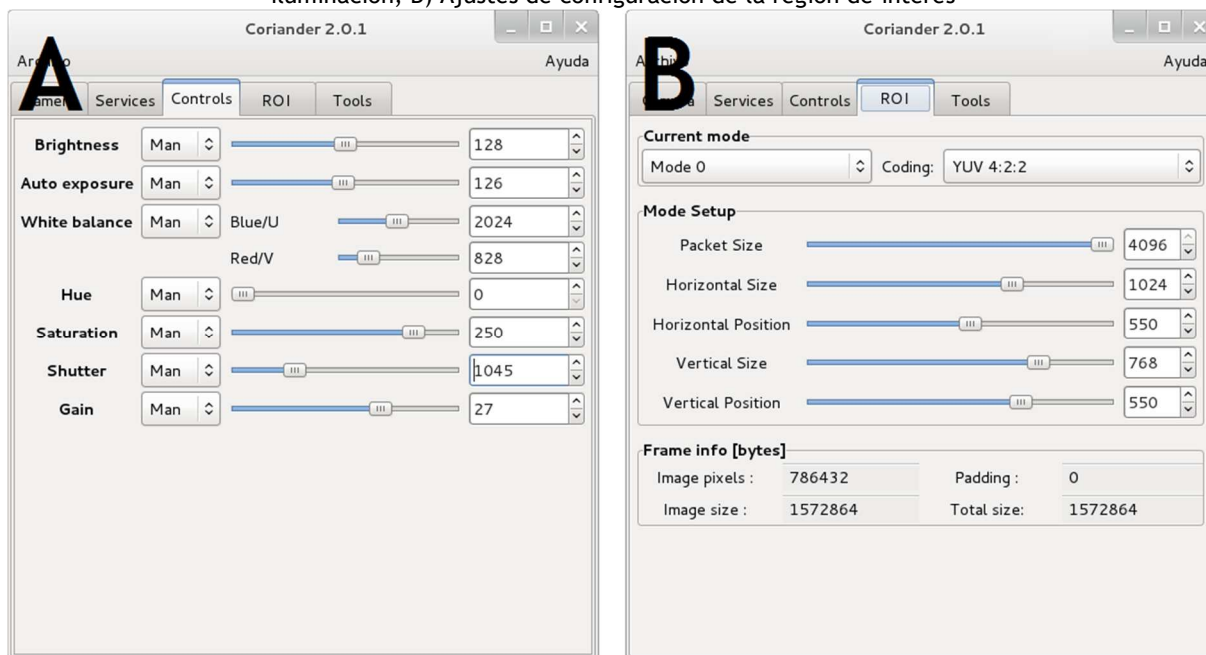 iluminación, B) Ajustes de configuración de la región de interés
Coriander 2.0.1
A
Ayuda
Services Controls ROI Tools
Brightness Man 128
Auto exposure Man 126
White balance Man Blue/U 2024
Red/V 828
Hue Man 0
Saturation Man 250
Shutter Man 1045
Gain Man 27
Coriander 2.0.1
B
Ayuda
Services Controls ROI Tools
Current mode
Mode 0 Coding: YUV 4:2:2
Mode Setup
Packet Size 4096
Horizontal Size 1024
Horizontal Position 550
Vertical Size 768
Vertical Position 550
Frame info [bytes]
Image pixels : 786432 Padding : 0
Image size : 1572864 Total size: 1572864